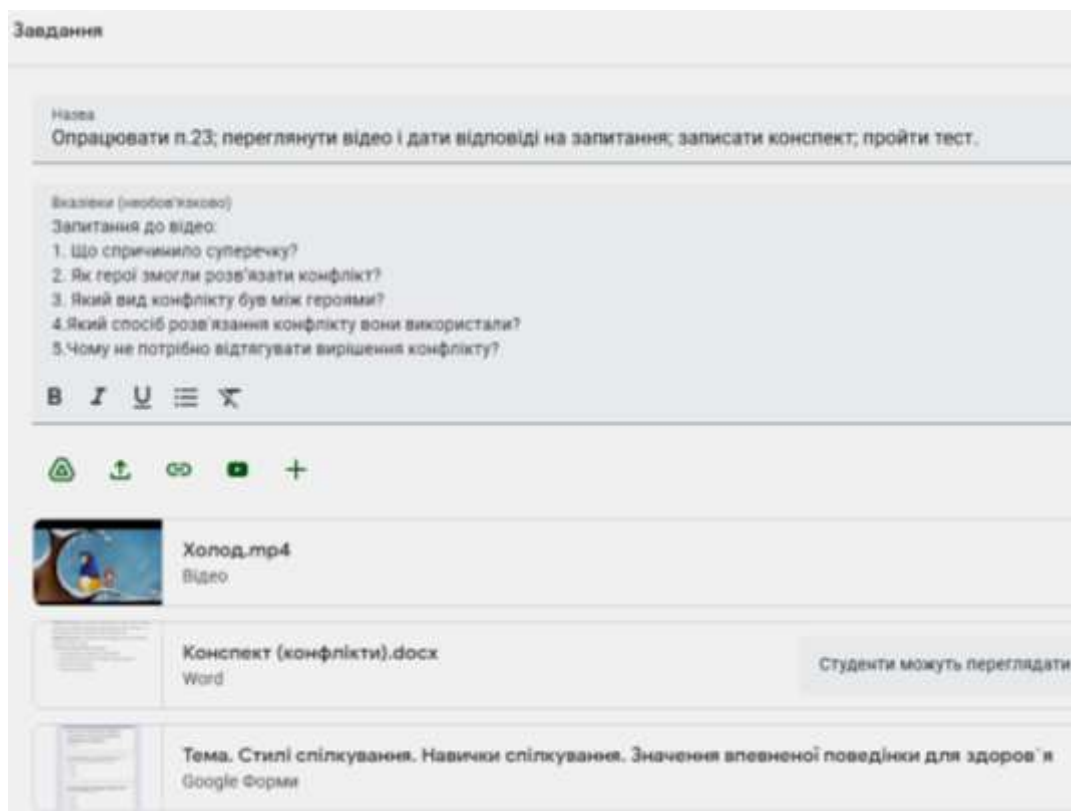 Завдання
Назва
Опрацювати п.23; переглянути відео і дати відповіді на запитання; записати конспект; пройти тест.
Вказівки (необов'язково)
Запитання до відео:
1. Що спричинило суперечку?
2. Як герої змогли розв'язати конфлікт?
3. Який вид конфлікту був між героями?
4.Який спосіб розв'язання конфлікту вони використали?
5.Чому не потрібно відтягувати вирішення конфлікту?
B I U
Холод.mp4
Відео
Конспект (конфлікти).docx
Word
Студенти можуть переглядати
Тема. Стилі спілкування. Навички спілкування. Значення впевненої поведінки для здоров`я
Google Форми